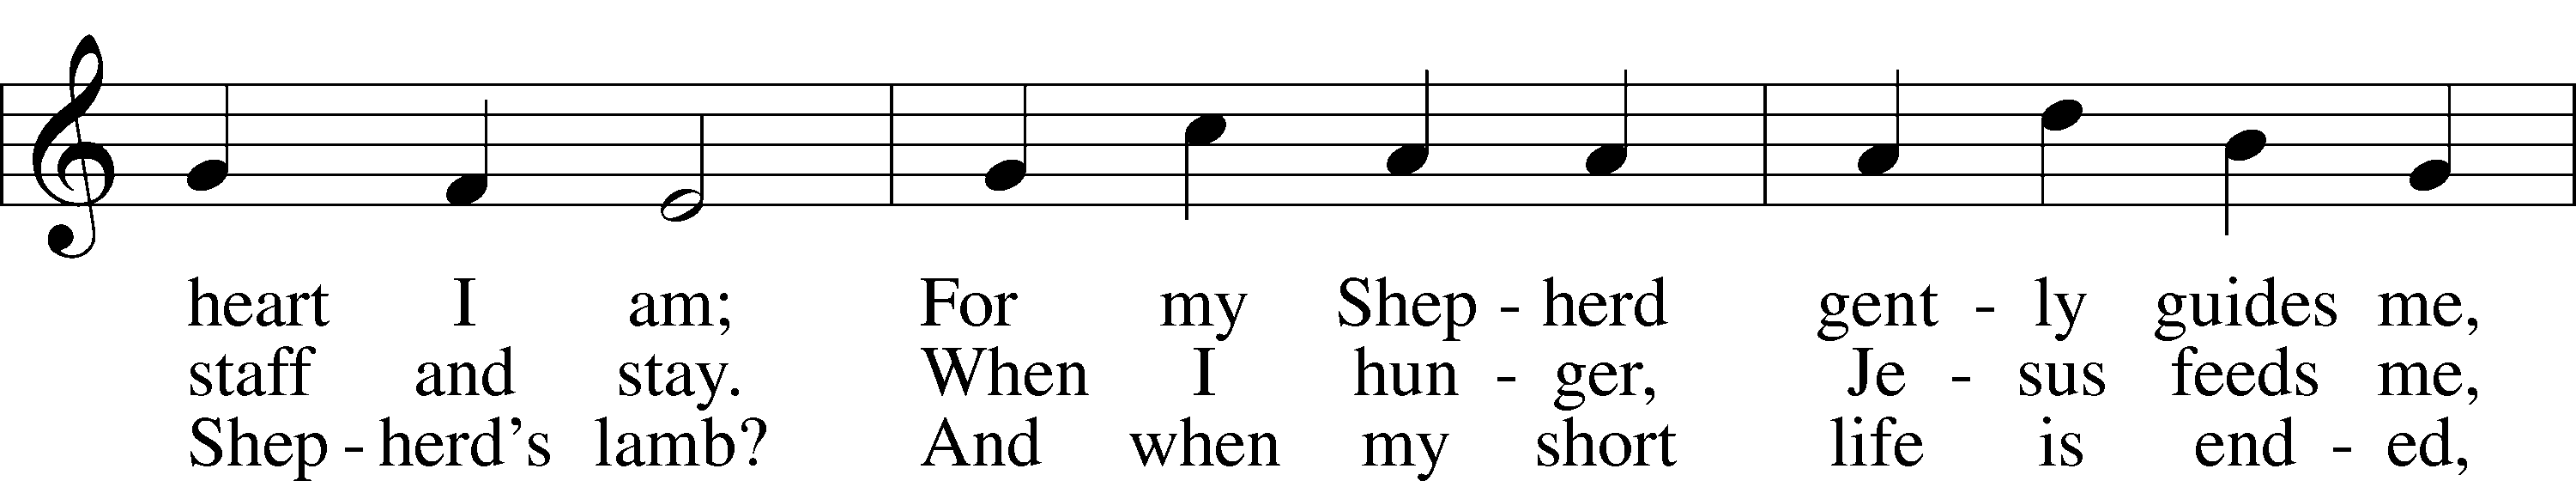 heart I am; For my Shep - herd gent - ly guides me,
staff and stay. When I hun - ger, Je - sus feeds me,
Shep - herd's lamb? And when my short life is end - ed,